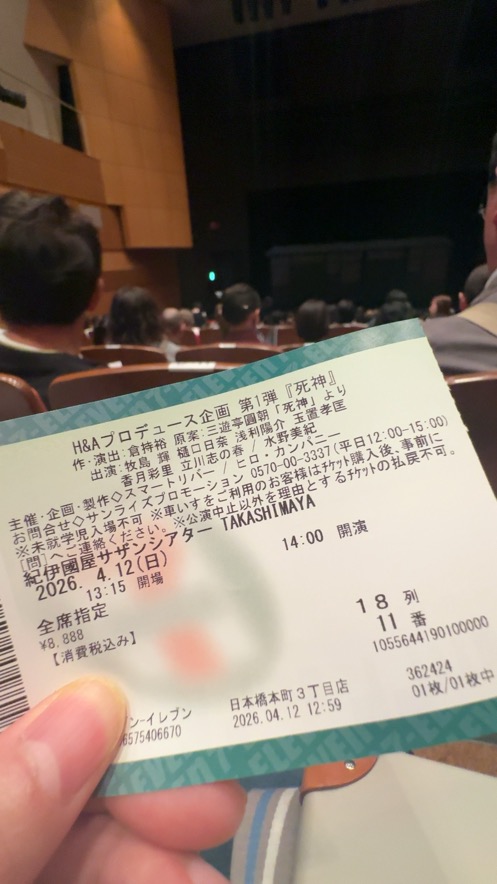 H&Aプロデュース企画 第1弾『死神』
作・演出：倉持裕 原案：三遊亭圓朝「死神」より
出演：牧島 輝 樋口日奈 浅利陽介 玉置孝匡
香月彩里 立川志の春 / 水野美紀
主催・企画・製作◇スマートリバー/ヒロ・カンパニー
お問合せ◇サンライズプロモーション 0570-00-3337(平日12:00-15:00)
※未就学児入場不可 ※車いすをご利用のお客様はチケット購入後、事前に
[問]へご連絡ください。※公演中止以外を理由とするチケットの払戻不可。
紀伊國屋サザンシアター TAKASHIMAYA
2026. 4.12(日)
13:15 開場
14:00 開演
全席指定
¥8,888
【消費税込み】
18 列
11 番
1055644190100000
ン-イレブン
6575406670
日本橋本町3丁目店
2026.04.12 12:59
362424
01枚/01枚中